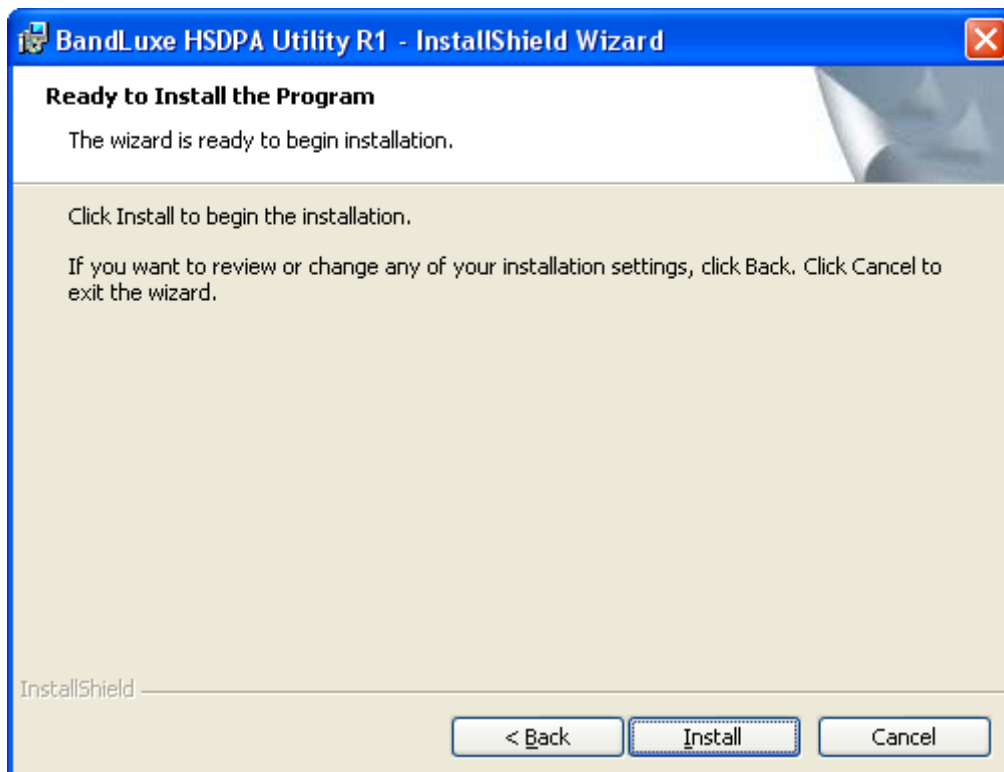 BandLuxe HSDPA Utility R1 - InstallShield Wizard
Ready to Install the Program
The wizard is ready to begin installation.
Click Install to begin the installation.
If you want to review or change any of your installation settings, click Back. Click Cancel to
exit the wizard.
InstallShield
< Back Install Cancel